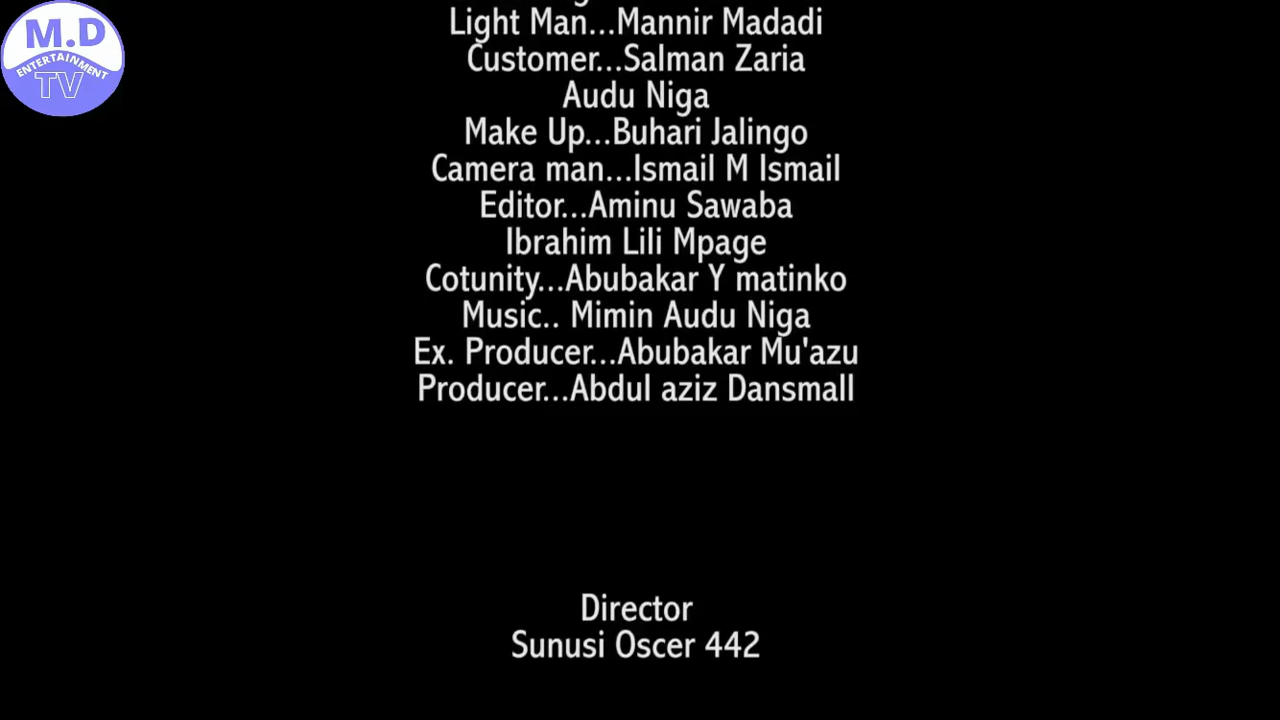 M.D
ENTERTAINMENT
TV
Light Man...Mannir Madadi
Customer...Salman Zaria
Audu Niga
Make Up...Buhari Jalingo
Camera man...Ismail M Ismail
Editor...Aminu Sawaba
Ibrahim Lili Mpage
Cotunity...Abubakar Y matinko
Music.. Mimin Audu Niga
Ex. Producer...Abubakar Mu'azu
Producer...Abdul aziz Dansmall
Director
Sunusi Oscer 442